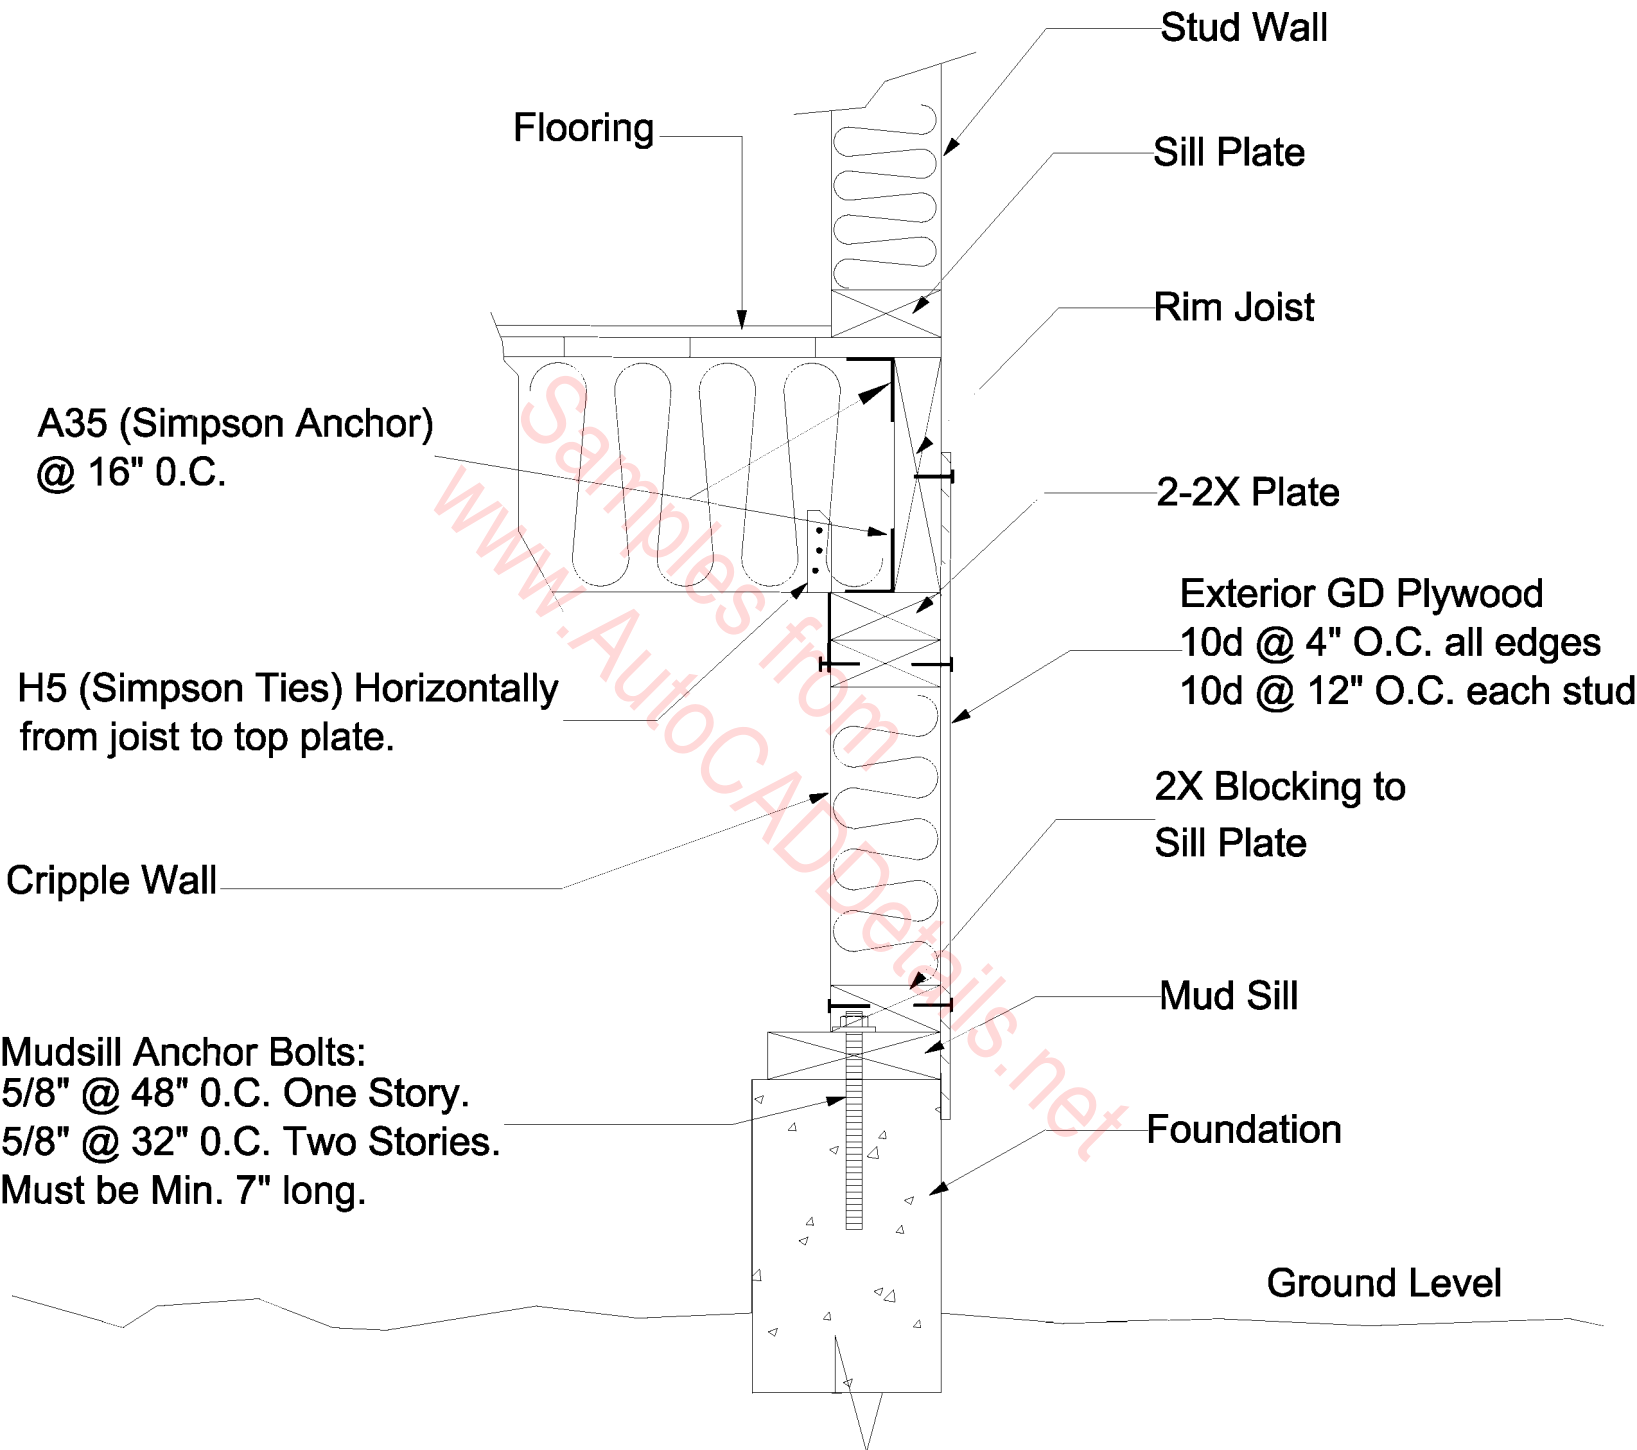 Stud Wall
Flooring
Sill Plate
Rim Joist
A35 (Simpson Anchor)
@ 16" 0.C.
2-2X Plate
Exterior GD Plywood
10d @ 4" O.C. all edges
10d @ 12" O.C. each stud
H5 (Simpson Ties) Horizontally
from joist to top plate.
2X Blocking to
Sill Plate
Cripple Wall
Mud Sill
Mudsill Anchor Bolts:
5/8" @ 48" 0.C. One Story.
5/8" @ 32" 0.C. Two Stories.
Must be Min. 7" long.
Foundation
Ground Level
Samples from
www.AutoCADDetails.net